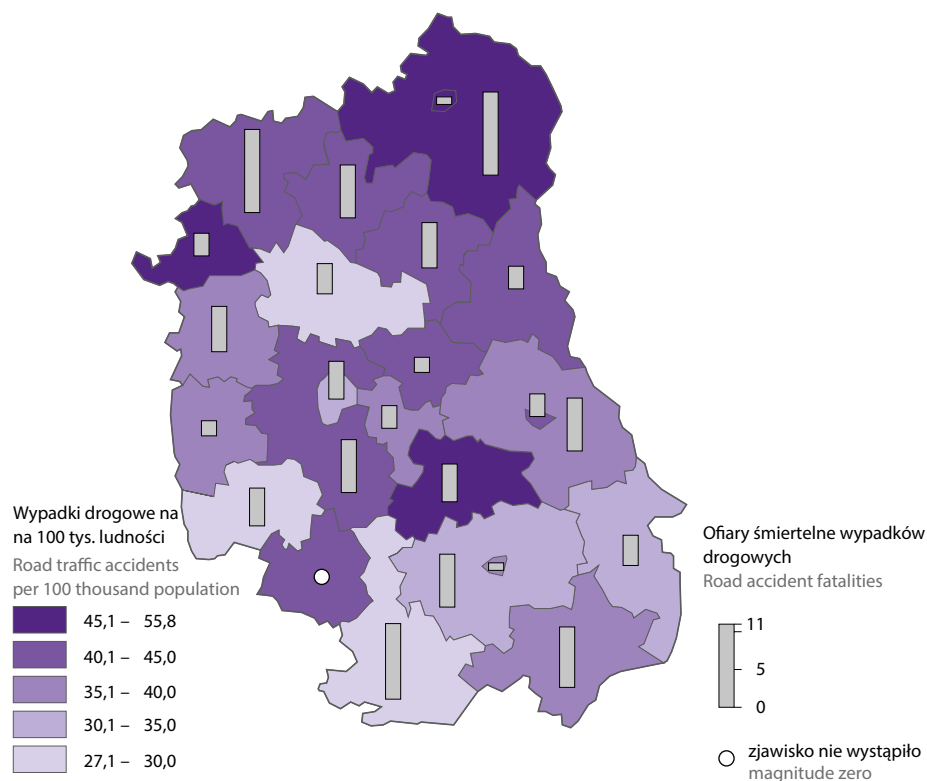 Wypadki drogowe na
na 100 tys. ludności
Road traffic accidents
per 100 thousand population
45,1 – 55,8
40,1 – 45,0
35,1 – 40,0
30,1 – 35,0
27,1 – 30,0
Ofiary śmiertelne wypadków
drogowych
Road accident fatalities
11
5
0
zjawisko nie wystąpiło
magnitude zero